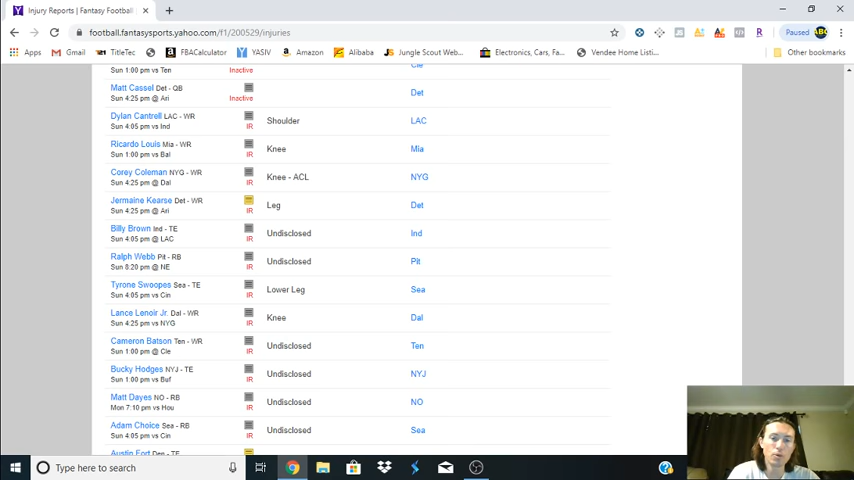 Injury Reports | Fantasy Football
football.fantasysports.yahoo.com/f1/200529/injuries
Paused
Apps
Gmail
TitleTec
FBACalculator
YASIV
Amazon
Alibaba
Jungle Scout Web...
Electronics, Cars, Fa...
Vendee Home Listi...
Other bookmarks
Sun 1:00 pm vs Ten Inactive Cle
Matt Cassel Det - QB Det
Sun 4:25 pm @ Ari Inactive
Dylan Cantrell LAC - WR Shoulder LAC
Sun 4:05 pm vs Ind IR
Ricardo Louis Mia - WR Knee Mia
Sun 1:00 pm vs Bal IR
Corey Coleman NYG - WR Knee - ACL NYG
Sun 4:25 pm @ Dal IR
Jermaine Kearse Det - WR Leg Det
Sun 4:25 pm @ Ari IR
Billy Brown Ind - TE Undisclosed Ind
Sun 4:05 pm @ LAC IR
Ralph Webb Pit - RB Undisclosed Pit
Sun 8:20 pm @ NE IR
Tyrone Swoopes Sea - TE Lower Leg Sea
Sun 4:05 pm vs Cin IR
Lance Lenoir Jr. Dal - WR Knee Dal
Sun 4:25 pm vs NYG IR
Cameron Batson Ten - WR Undisclosed Ten
Sun 1:00 pm @ Cle IR
Bucky Hodges NYJ - TE Undisclosed NYJ
Sun 1:00 pm vs Buf IR
Matt Dayes NO - RB Undisclosed NO
Mon 7:10 pm vs Hou IR
Adam Choice Sea - RB Undisclosed Sea
Sun 4:05 pm vs Cin IR
Austin Fort Den - TE
Type here to search